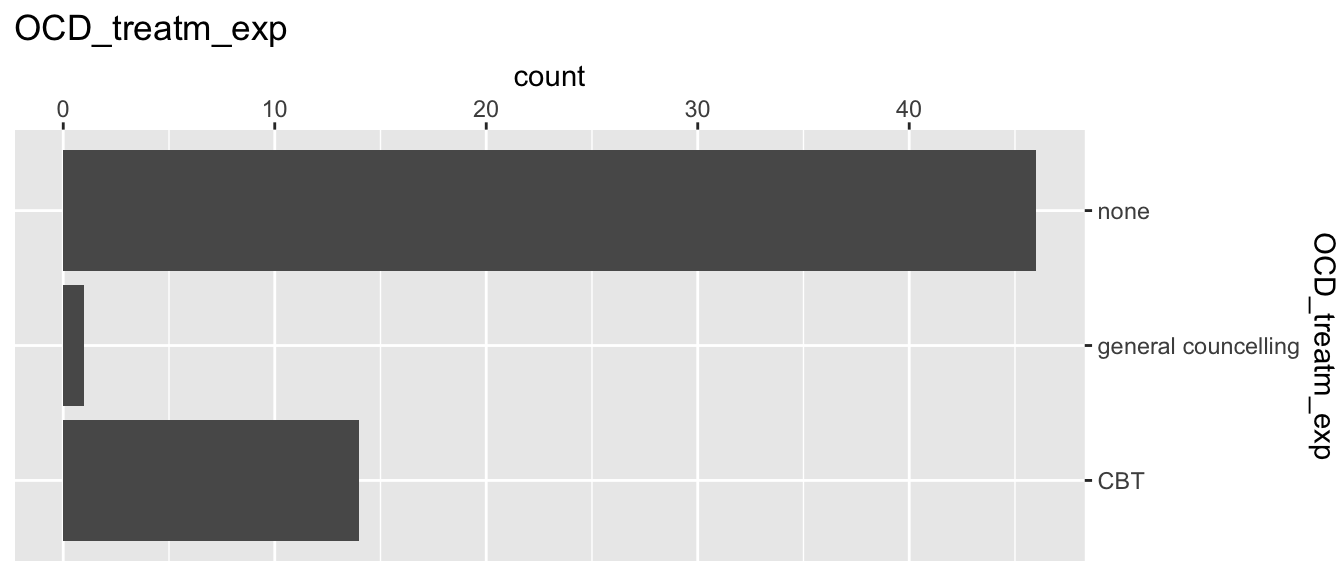 OCD_treatm_exp
count
0 10 20 30 40
none
general councelling
CBT
OCD_treatm_exp